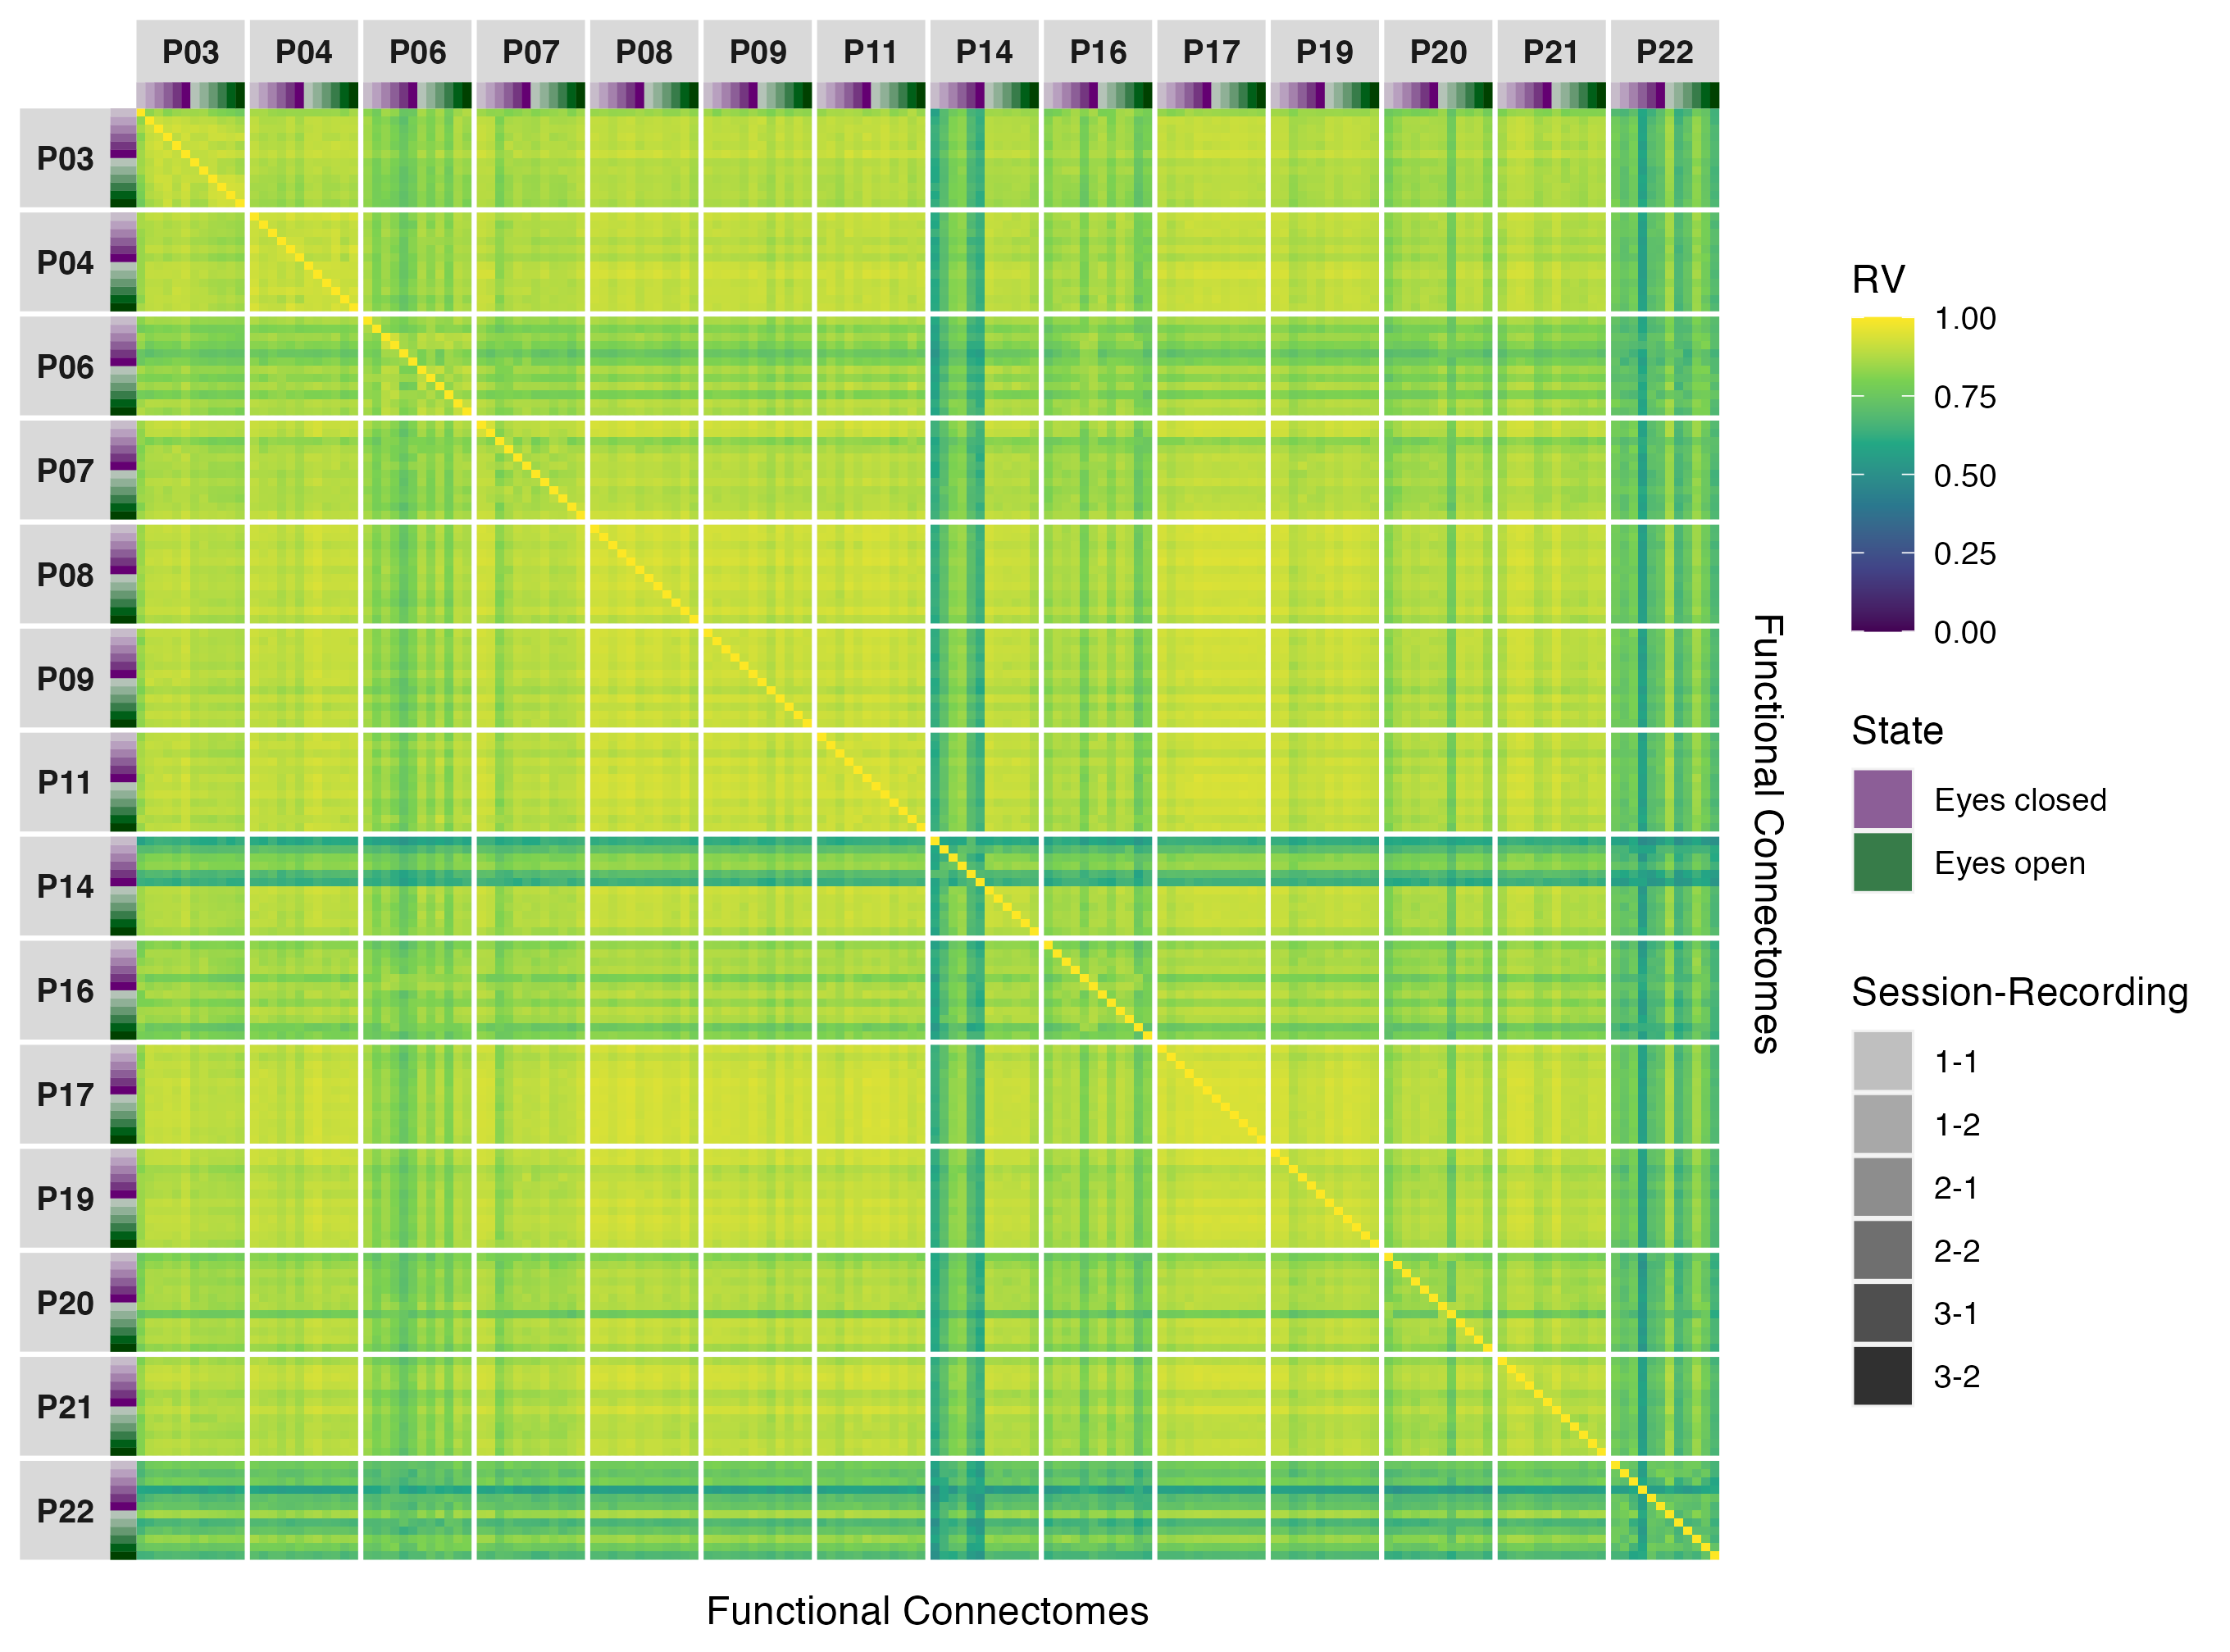 P03 P04 P06 P07 P08 P09 P11 P14 P16 P17 P19 P20 P21 P22
P03
P04
P06
P07
P08
P09
P11
P14
P16
P17
P19
P20
P21
P22
Functional Connectomes
Functional Connectomes
RV
1.00
0.75
0.50
0.25
0.00
State
Eyes closed
Eyes open
Session-Recording
1-1
1-2
2-1
2-2
3-1
3-2